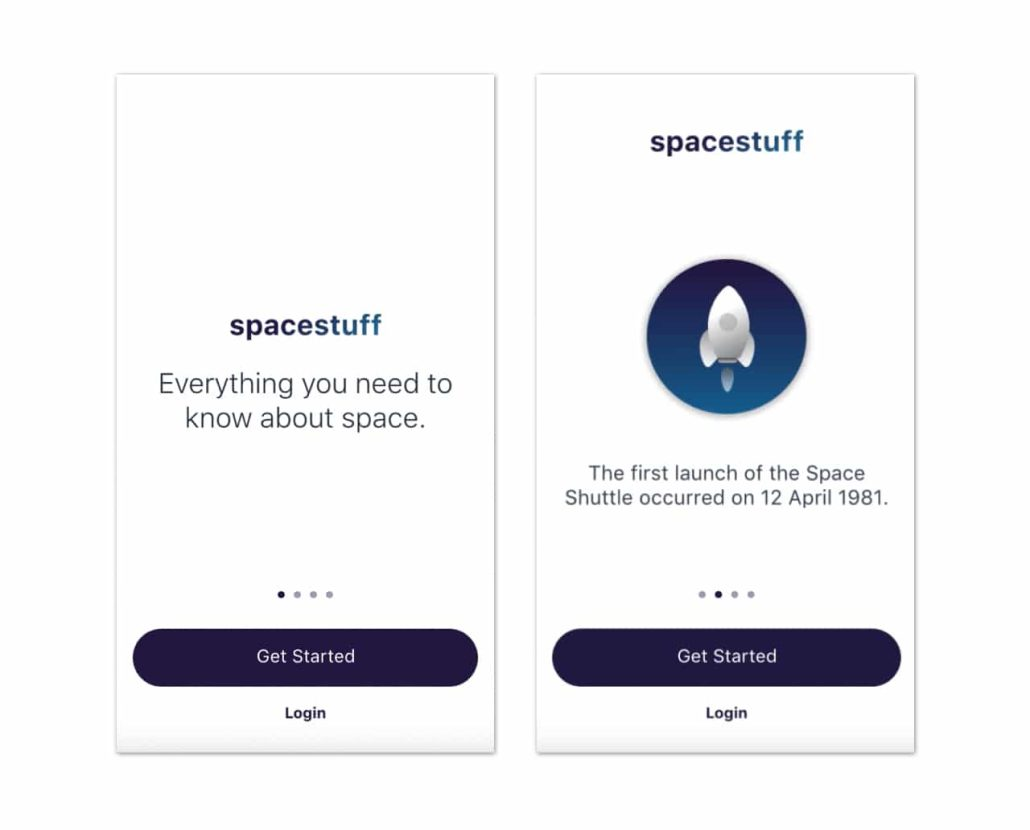 spacestuff
Everything you need to
know about space.
Get Started
Login
spacestuff
The first launch of the Space
Shuttle occurred on 12 April 1981.
Get Started
Login